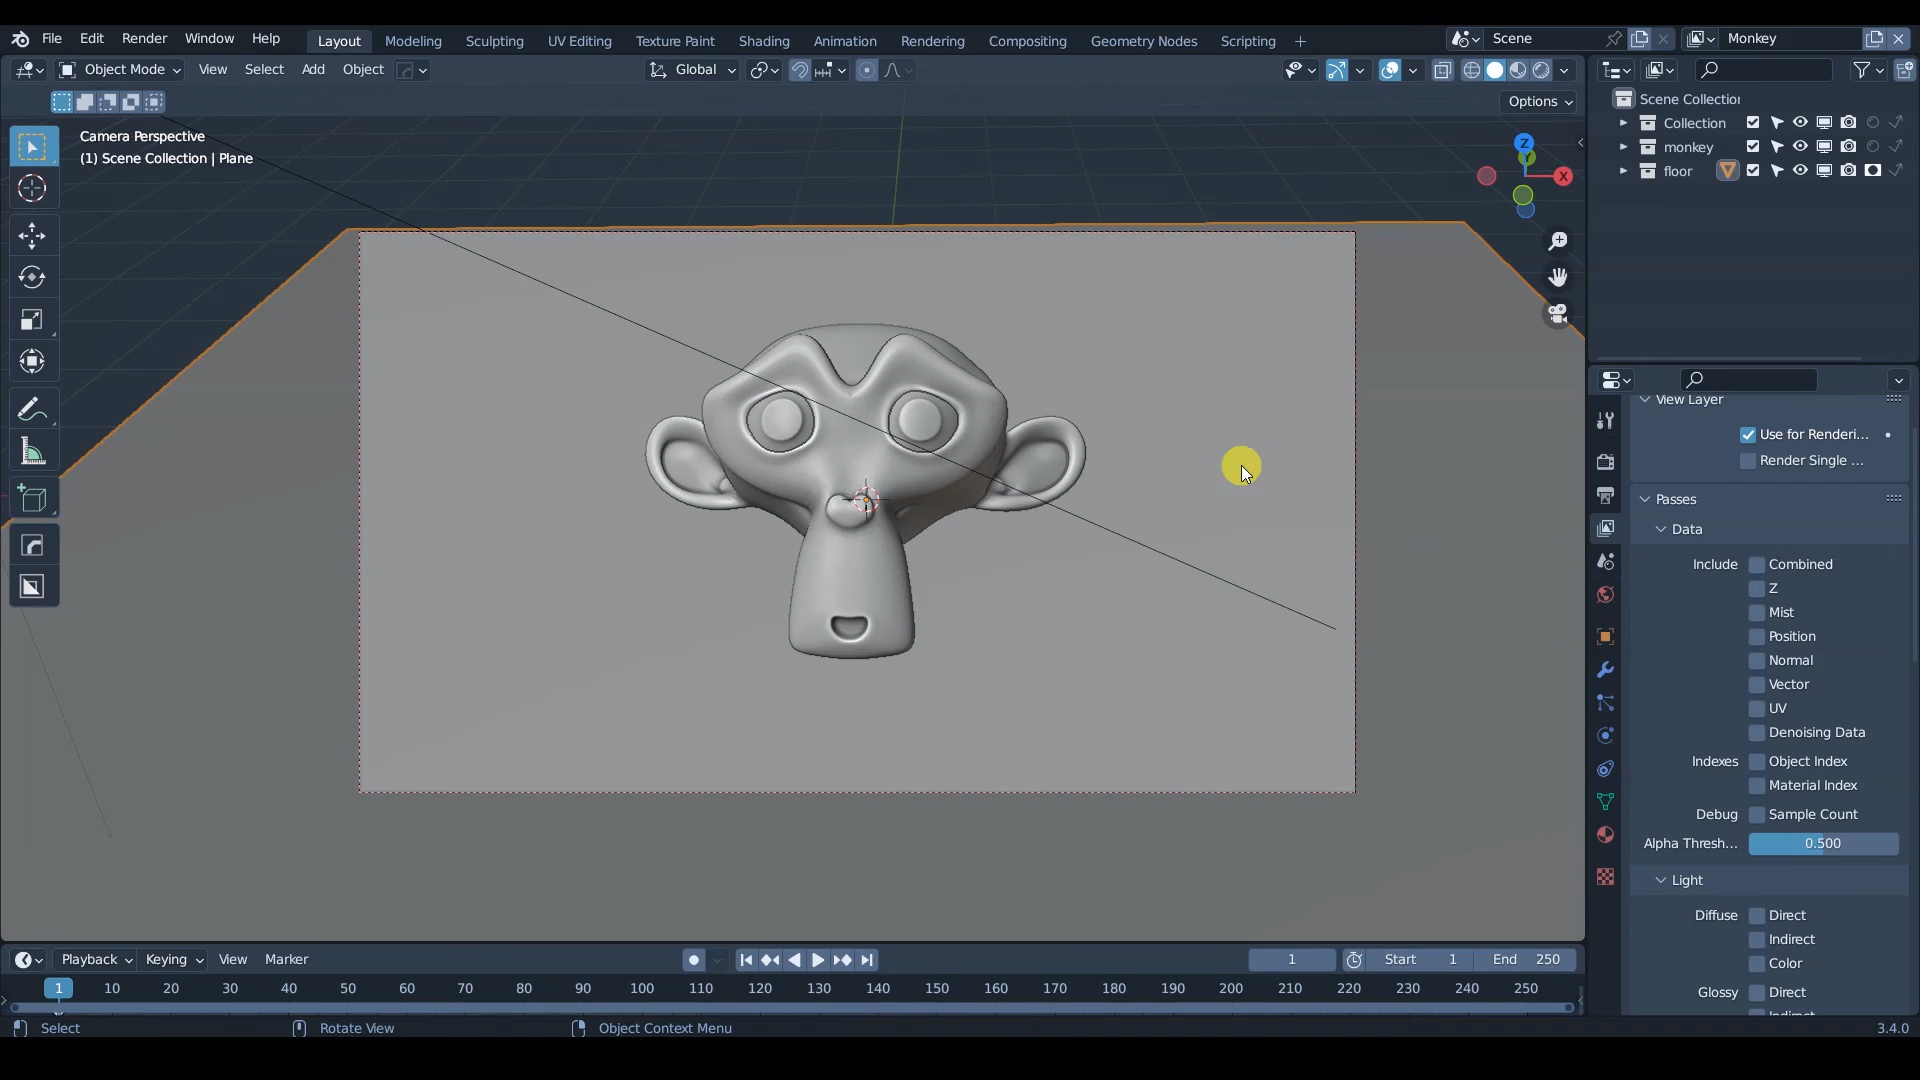 File Edit Render Window Help Layout Modeling Sculpting UV Editing Texture Paint Shading Animation Rendering Compositing Geometry Nodes Scripting + Scene Monkey
Object Mode View Select Add Object Global
Options
Camera Perspective
(1) Scene Collection | Plane
Z
X
Scene Collection
Collection
monkey
floor
View Layer
Use for Renderi...
Render Single ...
Passes
Data
Include Combined
Z
Mist
Position
Normal
Vector
UV
Denoising Data
Indexes Object Index
Material Index
Debug Sample Count
Alpha Thresh... 0.500
Light
Diffuse Direct
Indirect
Color
Glossy Direct
Indirect
Playback Keying View Marker 1 Start 1 End 250
1 10 20 30 40 50 60 70 80 90 100 110 120 130 140 150 160 170 180 190 200 210 220 230 240 250
Select Rotate View Object Context Menu 3.4.0